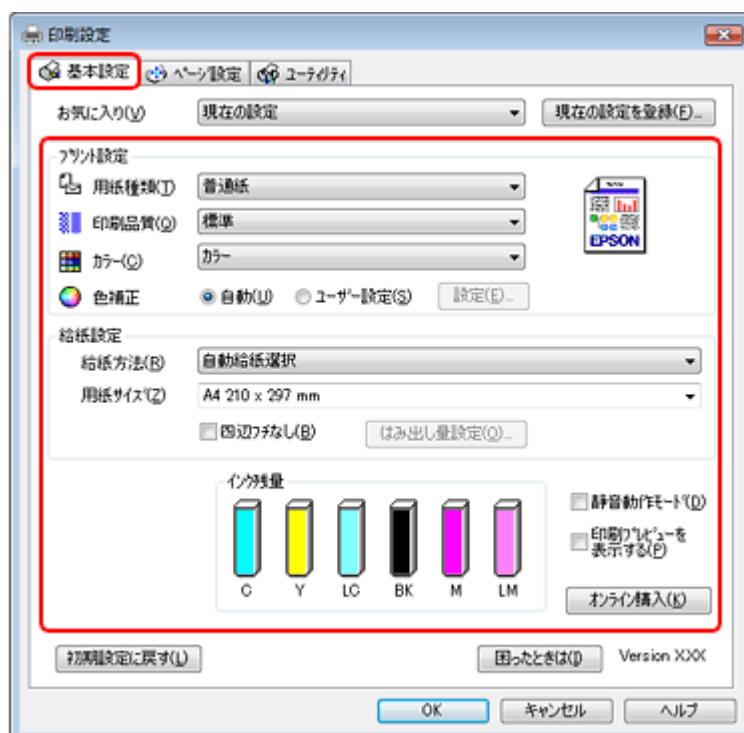 印刷設定
基本設定 ページ設定 ユーティリティ
お気に入り(V) 現在の設定 現在の設定を登録(F)...
プリント設定
用紙種類(T) 普通紙
印刷品質(Q) 標準
カラー(C) カラー
色補正 自動(U) ユーザー設定(S) 設定(E)...
EPSON
給紙設定
給紙方法(R) 自動給紙選択
用紙サイズ(Z) A4 210 x 297 mm
四辺フチなし(B) はみ出し量設定(O)...
インク残量
C Y LC BK M LM
静音動作モード(D)
印刷プレビューを
表示する(P)
オンライン購入(K)
初期設定に戻す(L) 困ったときは(I) Version XXX
OK キャンセル ヘルプ